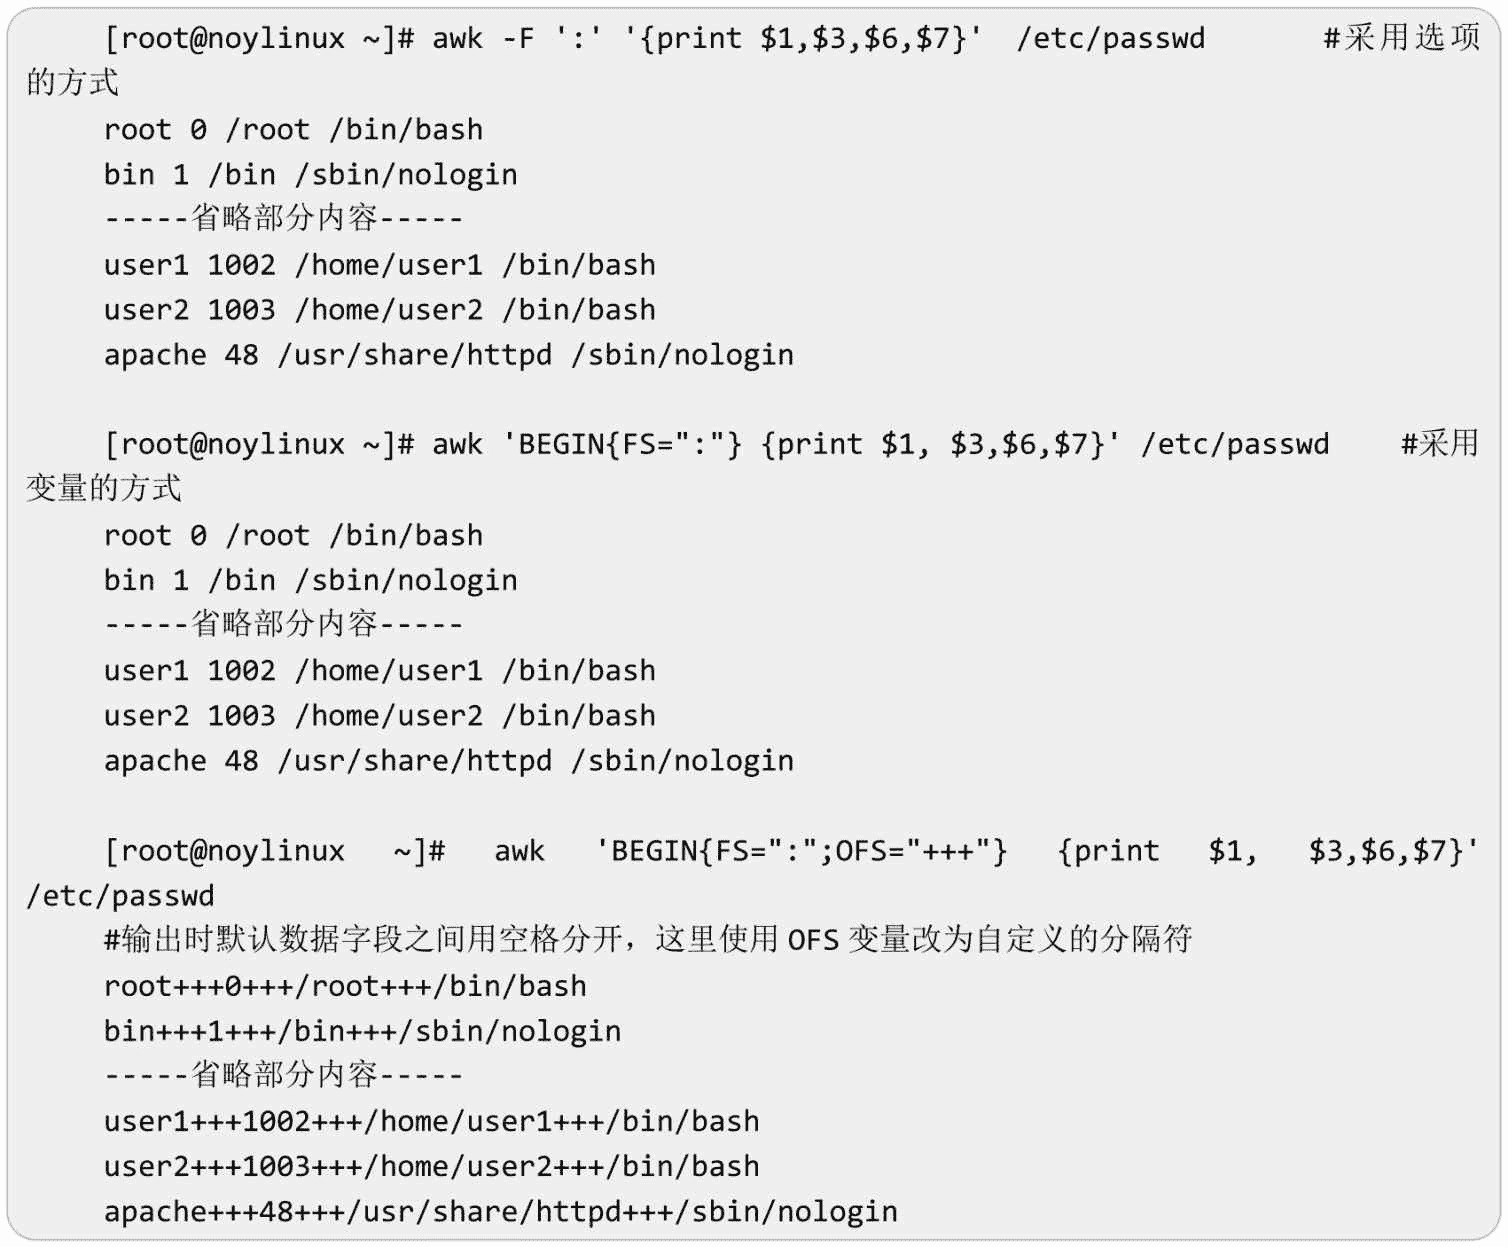 [root@noylinux ~]# awk -F ':' '{print $1,$3,$6,$7}' /etc/passwd #采用选项
的方式
root 0 /root /bin/bash
bin 1 /bin /sbin/nologin
-----省略部分内容-----
user1 1002 /home/user1 /bin/bash
user2 1003 /home/user2 /bin/bash
apache 48 /usr/share/httpd /sbin/nologin
[root@noylinux ~]# awk 'BEGIN{FS=":"} {print $1, $3,$6,$7}' /etc/passwd #采用
变量的方式
root 0 /root /bin/bash
bin 1 /bin /sbin/nologin
-----省略部分内容-----
user1 1002 /home/user1 /bin/bash
user2 1003 /home/user2 /bin/bash
apache 48 /usr/share/httpd /sbin/nologin
[root@noylinux ~]# awk 'BEGIN{FS=":";OFS="+++"} {print $1, $3,$6,$7}'
/etc/passwd
#输出时默认数据字段之间用空格分开，这里使用 OFS 变量改为自定义的分隔符
root+++0+++/root+++/bin/bash
bin+++1+++/bin+++/sbin/nologin
-----省略部分内容-----
user1+++1002+++/home/user1+++/bin/bash
user2+++1003+++/home/user2+++/bin/bash
apache+++48+++/usr/share/httpd+++/sbin/nologin